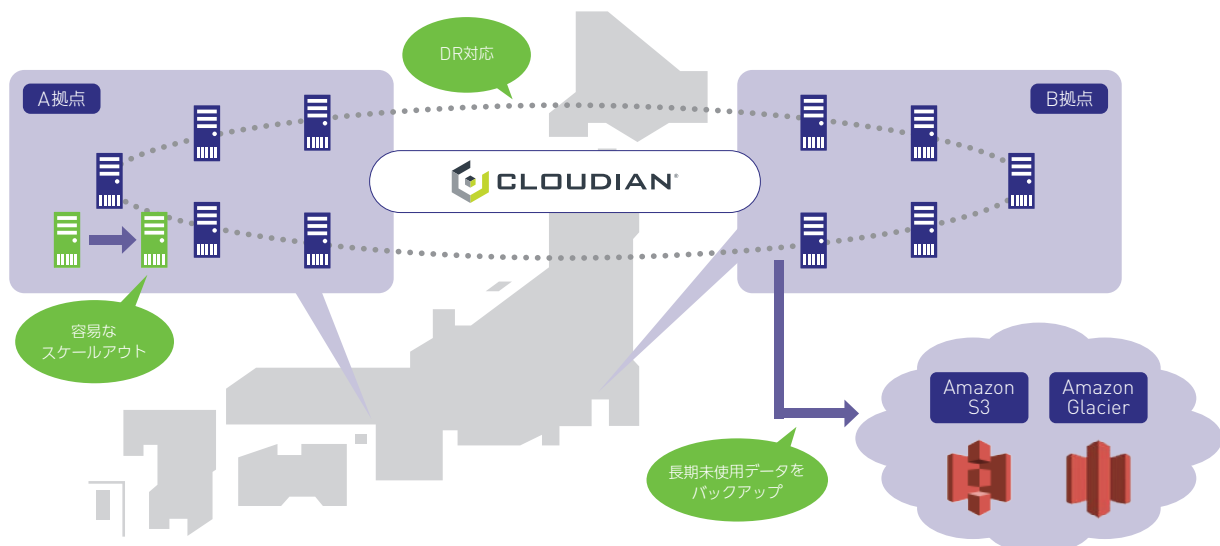 DR対応
A拠点
B拠点
CLOUDIAN®
容易な
スケールアウト
Amazon
S3
Amazon
Glacier
長期未使用データを
バックアップ